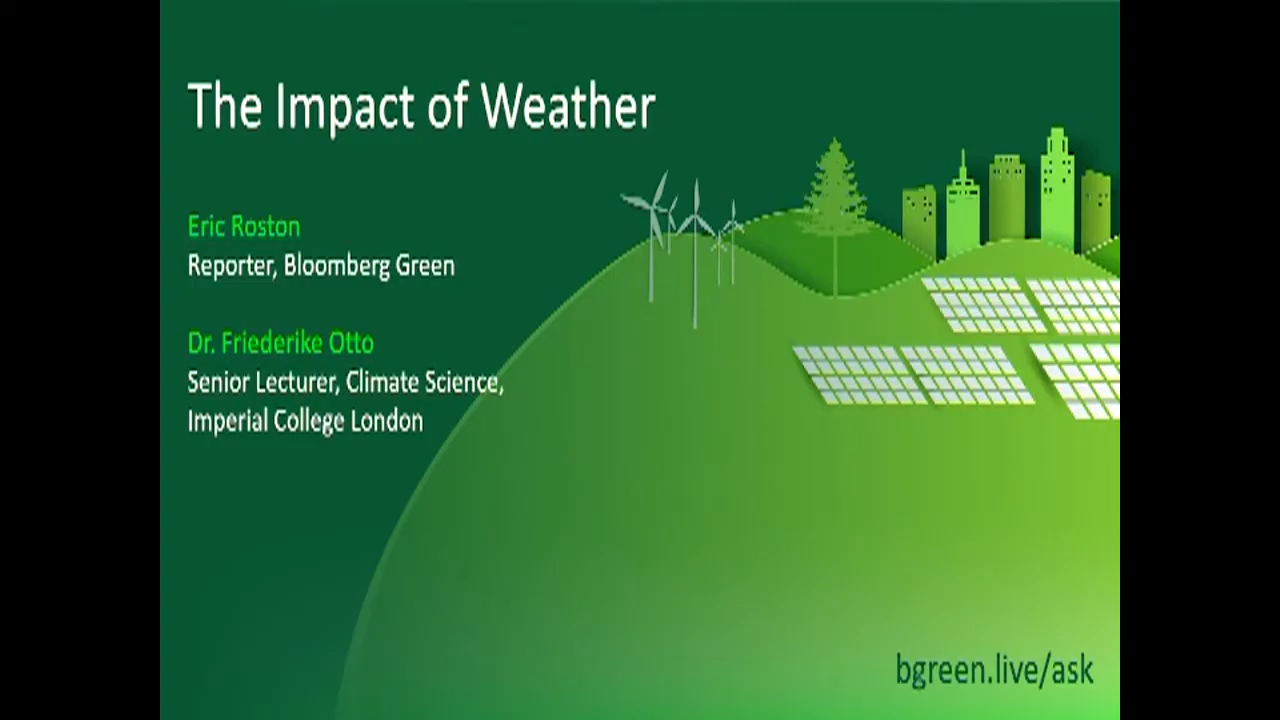 The Impact of Weather
Eric Roston
Reporter, Bloomberg Green
Dr. Friederike Otto
Senior Lecturer, Climate Science,
Imperial College London
bgreen.live/ask